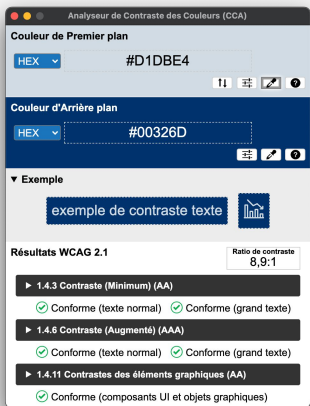 Analyseur de Contraste des Couleurs (CCA)
Couleur de Premier plan
HEX #D1DBE4
Couleur d'Arrière plan
HEX #00326D
▼ Exemple
exemple de contraste texte
Résultats WCAG 2.1
Ratio de contraste
8,9:1
▶ 1.4.3 Contraste (Minimum) (AA)
Conforme (texte normal) Conforme (grand texte)
▶ 1.4.6 Contraste (Augmenté) (AAA)
Conforme (texte normal) Conforme (grand texte)
▶ 1.4.11 Contrastes des éléments graphiques (AA)
Conforme (composants UI et objets graphiques)